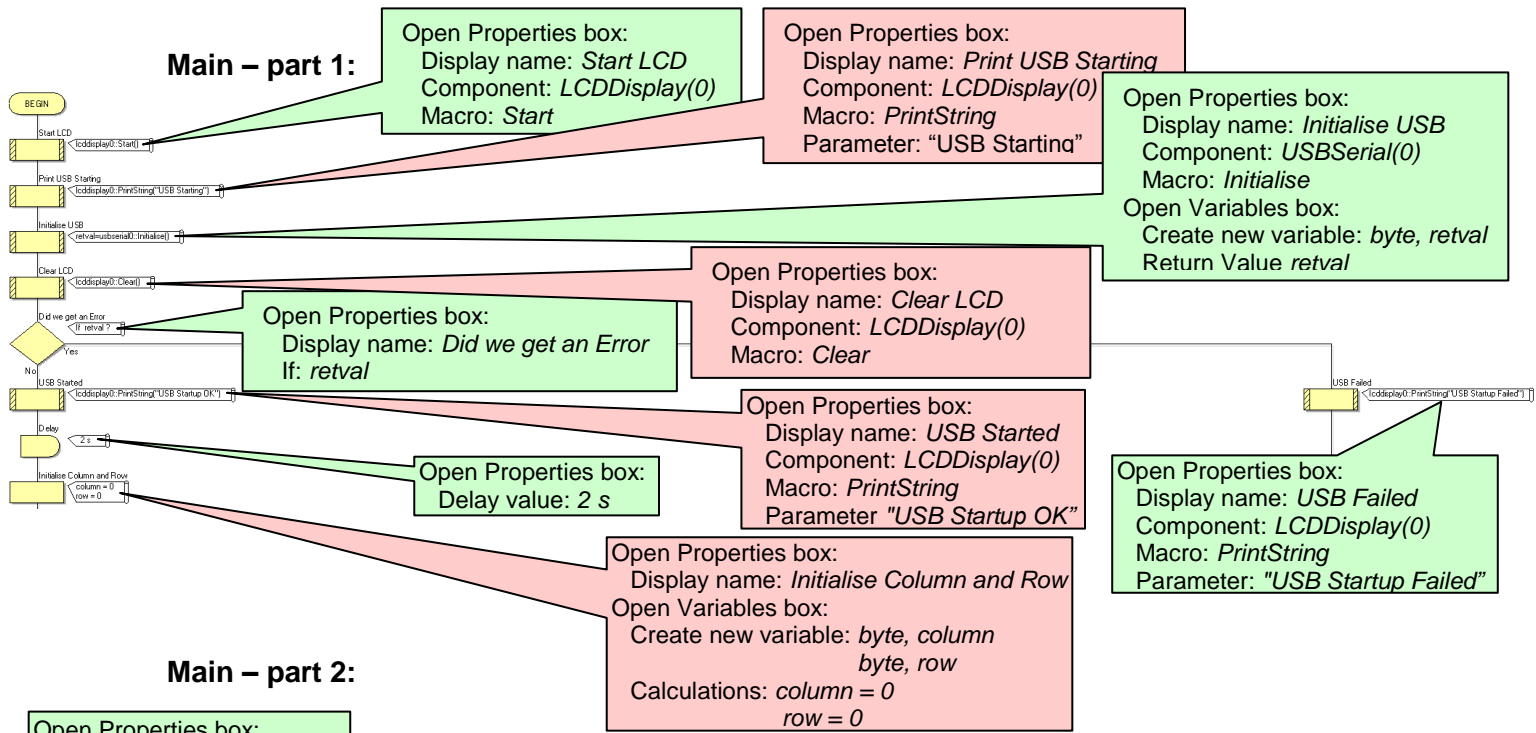 Main – part 1:
Open Properties box:
Display name: Start LCD
Component: LCDDisplay(0)
Macro: Start
Open Properties box:
Display name: Print USB Starting
Component: LCDDisplay(0)
Macro: PrintString
Parameter: “USB Starting”
Open Properties box:
Display name: Initialise USB
Component: USBSerial(0)
Macro: Initialise
Open Variables box:
Create new variable: byte, retval
Return Value retval
BEGIN
Start LCD
lcddisplay0::Start()
Print USB Starting
lcddisplay0::PrintString("USB Starting")
Initialise USB
retval=usbserial0::Initialise()
Clear LCD
lcddisplay0::Clear()
Open Properties box:
Display name: Clear LCD
Component: LCDDisplay(0)
Macro: Clear
Did we get an Error
If retval ?
Yes
No
Open Properties box:
Display name: Did we get an Error
If: retval
USB Started
lcddisplay0::PrintString("USB Startup OK")
USB Failed
lcddisplay0::PrintString("USB Startup Failed")
Open Properties box:
Display name: USB Started
Component: LCDDisplay(0)
Macro: PrintString
Parameter "USB Startup OK”
Delay
2 s
Open Properties box:
Delay value: 2 s
Open Properties box:
Display name: USB Failed
Component: LCDDisplay(0)
Macro: PrintString
Parameter: "USB Startup Failed”
Initialise Column and Row
column = 0
row = 0
Open Properties box:
Display name: Initialise Column and Row
Open Variables box:
Create new variable: byte, column
byte, row
Calculations: column = 0
row = 0
Main – part 2:
Open Properties box: